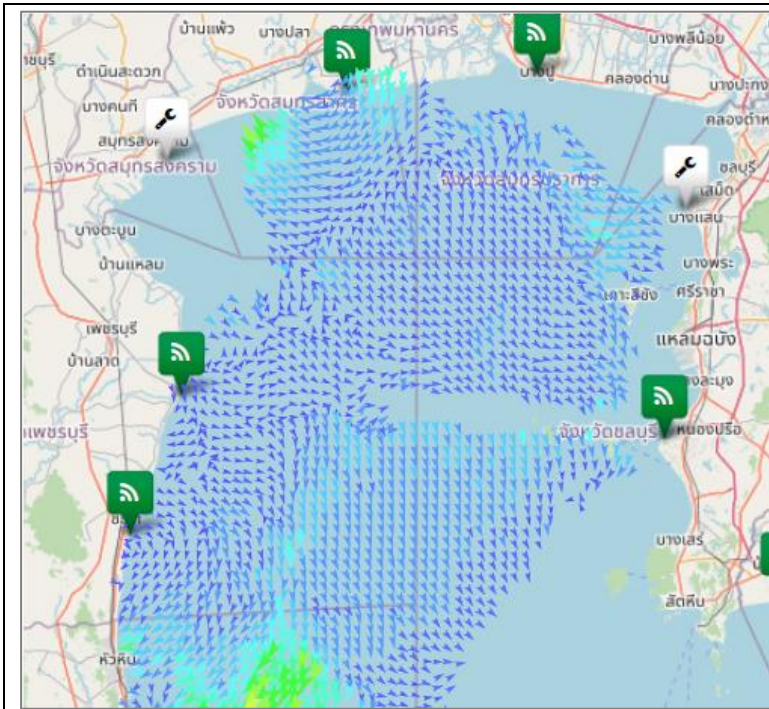 บ้านแพ้ว
บางปลา
กรุงเทพมหานคร
บางพลีน้อย
ชบุรี
ดำเนินสะดวก
บางปู
คลองด่าน
บางปะกง
บางคนที
จังหวัดสมุทรสาคร
คลองตำห
จังหวัดสมุทรสงคราม
ชลบุรี
จังหวัดสมุทรปราการ
เสม็ด
บางแสน
บางตะบูน
บ้านแหลม
บางพระ
เกาะสีชัง
ศรีราชา
เพชรบุรี
แหลมฉบัง
บ้านลาด
างละมุง
เพชรบุรี
จังหวัดชลบุรี
หนองปรือ
บางเสร่
สัตหีบ
หัวหิน